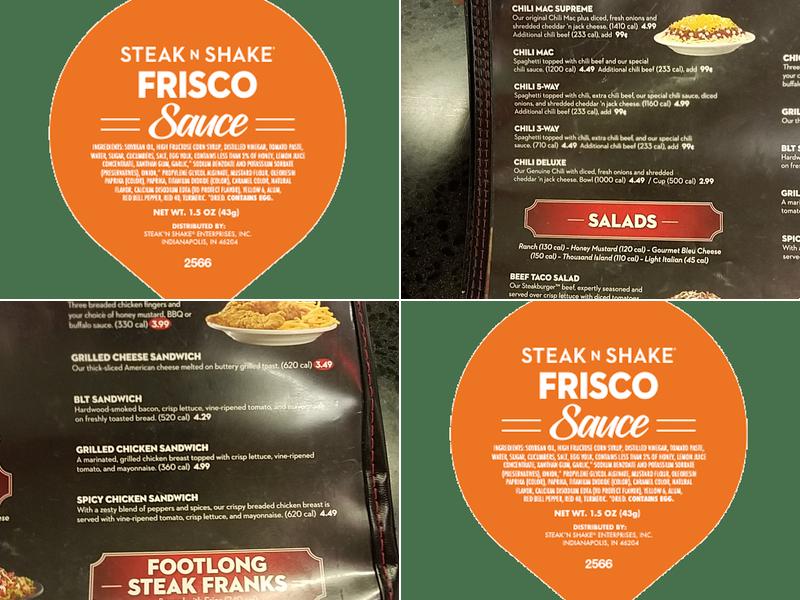 STEAK N SHAKE
FRISCO
Sauce
INGREDIENTS: SOYBEAN OIL, HIGH FRUCTOSE CORN SYRUP, DISTILLED VINEGAR, TOMATO PASTE,
WATER, SUGAR, CUCUMBERS, SALT, EGG YOLK, CONTAINS LESS THAN 2% OF HONEY, LEMON JUICE
CONCENTRATE, XANTHAN GUM, GARLIC,* SODIUM BENZOATE AND POTASSIUM SORBATE
(PRESERVATIVES), ONION,* PROPYLENE GLYCOL ALGINATE, MUSTARD FLOUR, OLEORESIN
PAPRIKA (COLOR), PAPRIKA, TITANIUM DIOXIDE (COLOR), CARAMEL COLOR, NATURAL
FLAVOR, CALCIUM DISODIUM EDTA (TO PROTECT FLAVOR), YELLOW 6, ALUM,
RED BELL PEPPER, RED 40, TURMERIC. *DRIED. CONTAINS EGG.
NET WT. 1.5 OZ (43g)
DISTRIBUTED BY:
STEAK'N SHAKE® ENTERPRISES, INC.
INDIANAPOLIS, IN 46204
2566
CHILI MAC SUPREME
Our original Chili Mac plus diced, fresh onions and
shredded cheddar 'n jack cheese. (1410 cal) 4.99
Additional chili beef (233 cal), add 99¢
CHILI MAC
Spaghetti topped with chili beef and our special
chili sauce. (1200 cal) 4.49 Additional chili beef (233 cal), add 99¢
CHILI 5-WAY
Spaghetti topped with chili, extra chili beef, our special chili sauce, diced
onions, and shredded cheddar 'n jack cheese. (1160 cal) 4.99
Additional chili beef (233 cal), add 99¢
CHILI 3-WAY
Spaghetti topped with chili, extra chili beef, and our special chili
sauce. (710 cal) 4.49 Additional chili beef (233 cal), add 99¢
CHILI DELUXE
Our Genuine Chili with diced, fresh onions and shredded
cheddar 'n jack cheese. Bowl (1000 cal) 4.49 / Cup (500 cal) 2.99
SALADS
Ranch (130 cal) - Honey Mustard (120 cal) - Gourmet Bleu Cheese
(150 cal) - Thousand Island (110 cal) - Light Italian (45 cal)
BEEF TACO SALAD
Our Steakburger™ beef, expertly seasoned and
served over crisp lettuce with diced tomatoes
Three breaded chicken fingers and
your choice of honey mustard, BBQ or
buffalo sauce. (330 cal) 3.99
GRILLED CHEESE SANDWICH
Our thick-sliced American cheese melted on buttery grilled toast. (620 cal) 3.49
BLT SANDWICH
Hardwood-smoked bacon, crisp lettuce, vine-ripened tomato, and
on freshly toasted bread. (520 cal) 4.29
GRILLED CHICKEN SANDWICH
A marinated, grilled chicken breast topped with crisp lettuce, vine-ripened
tomato, and mayonnaise. (360 cal) 4.99
SPICY CHICKEN SANDWICH
With a zesty blend of peppers and spices, our crispy breaded chicken breast is
served with vine-ripened tomato, crisp lettuce, and mayonnaise. (620 cal) 4.49
FOOTLONG
STEAK FRANKS
STEAK N SHAKE
FRISCO
Sauce
INGREDIENTS: SOYBEAN OIL, HIGH FRUCTOSE CORN SYRUP, DISTILLED VINEGAR, TOMATO PASTE,
WATER, SUGAR, CUCUMBERS, SALT, EGG YOLK, CONTAINS LESS THAN 2% OF HONEY, LEMON JUICE
CONCENTRATE, XANTHAN GUM, GARLIC,* SODIUM BENZOATE AND POTASSIUM SORBATE
(PRESERVATIVES), ONION,* PROPYLENE GLYCOL ALGINATE, MUSTARD FLOUR, OLEORESIN
PAPRIKA (COLOR), PAPRIKA, TITANIUM DIOXIDE (COLOR), CARAMEL COLOR, NATURAL
FLAVOR, CALCIUM DISODIUM EDTA (TO PROTECT FLAVOR), YELLOW 6, ALUM,
RED BELL PEPPER, RED 40, TURMERIC. *DRIED. CONTAINS EGG.
NET WT. 1.5 OZ (43g)
DISTRIBUTED BY:
STEAK'N SHAKE® ENTERPRISES, INC.
INDIANAPOLIS, IN 46204
2566